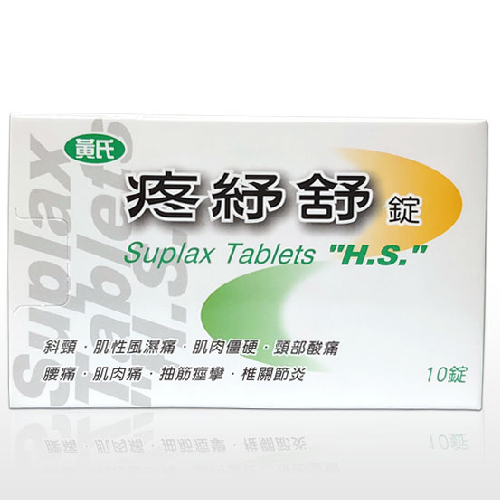 黃氏
疼紓舒錠
Suplax Tablets "H.S."
斜頸．肌性風濕痛．肌肉僵硬．頸部酸痛
腰痛．肌肉痛．抽筋痙攣．椎關節炎
10錠
Suplax
Tablets
"H.S."